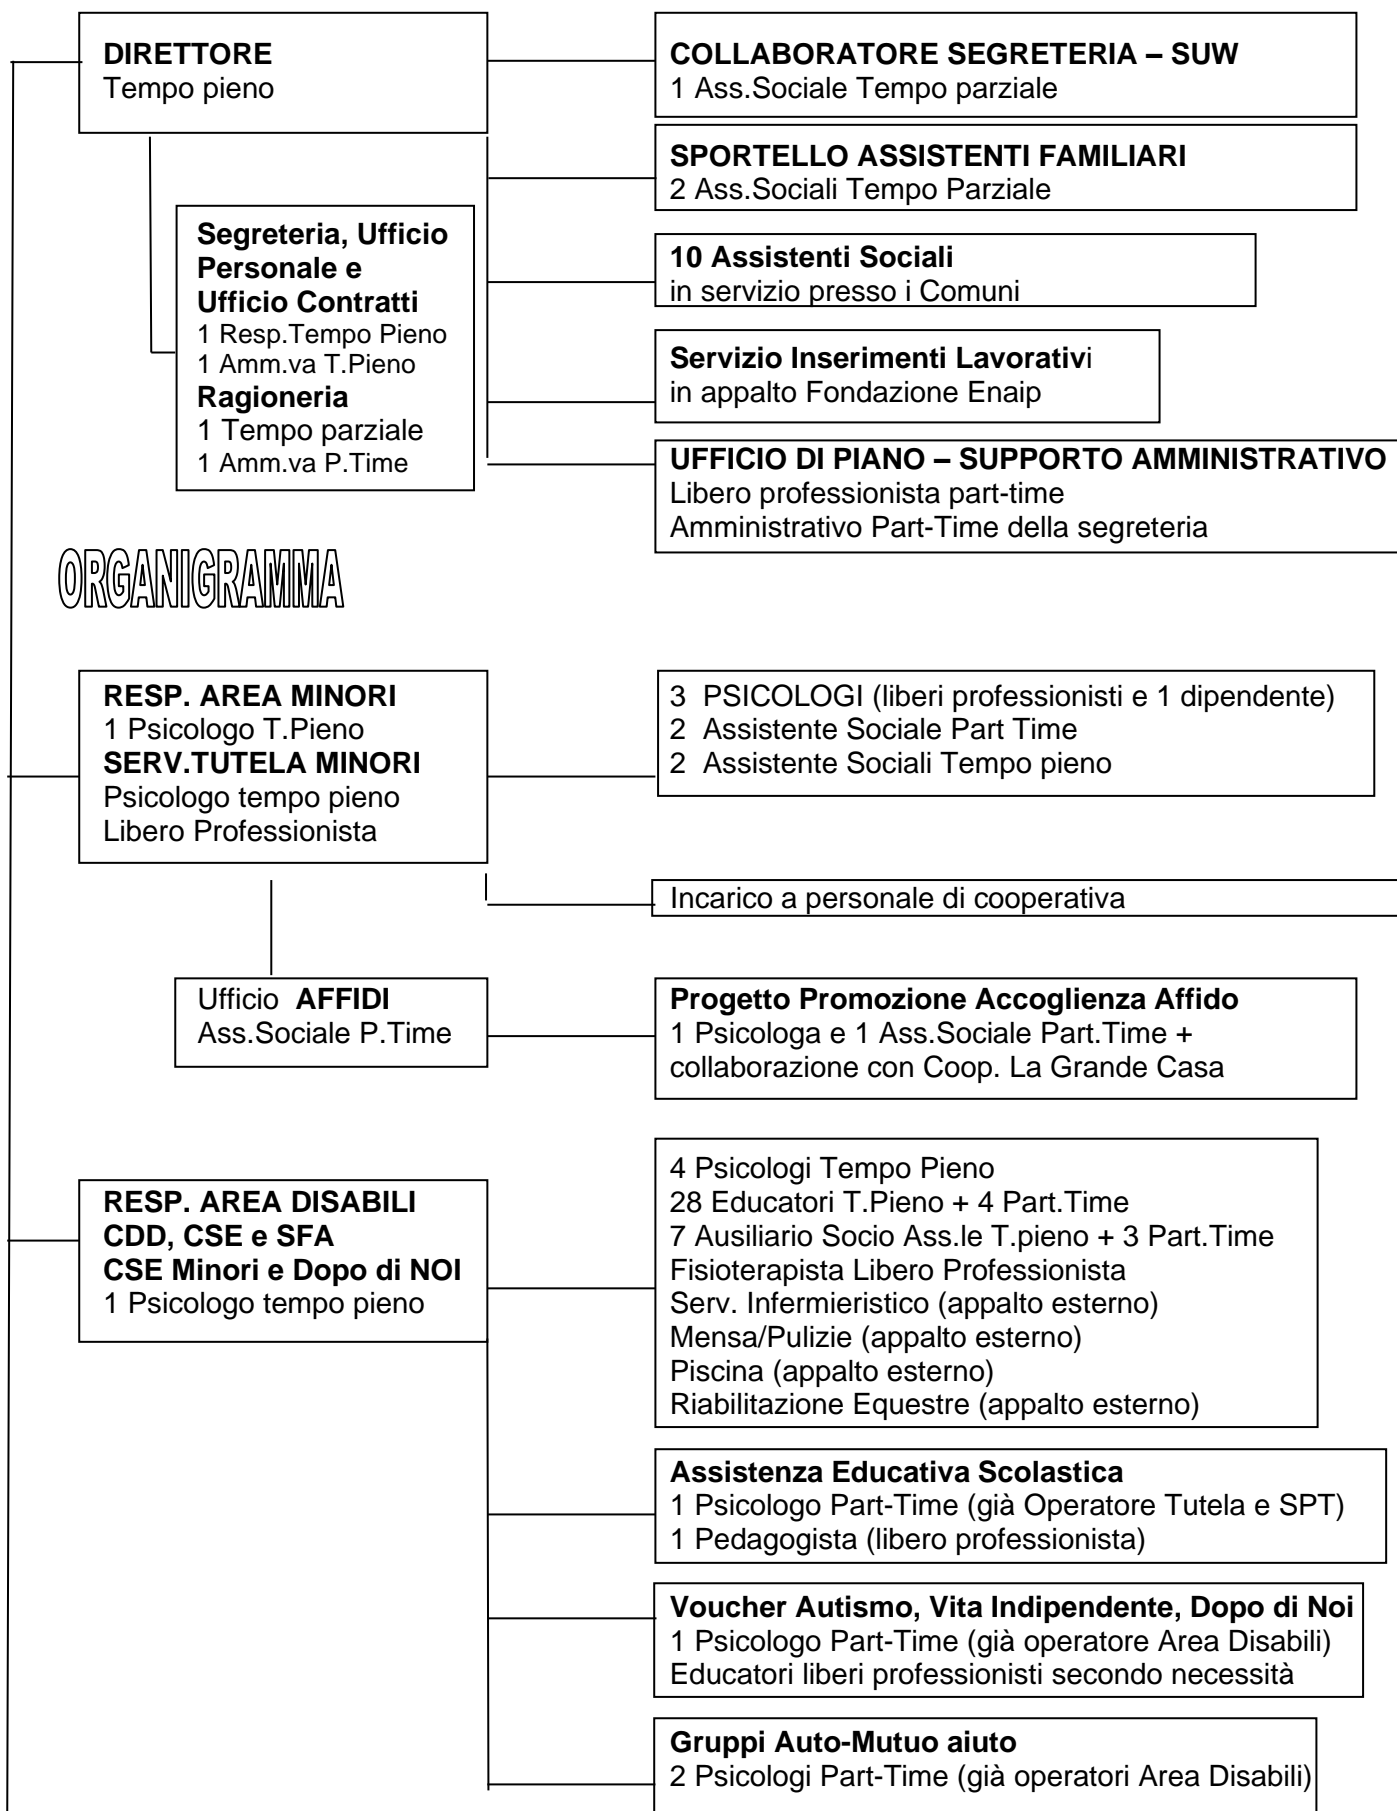 DIRETTORE
Tempo pieno
COLLABORATORE SEGRETERIA – SUW
1 Ass.Sociale Tempo parziale
SPORTELLO ASSISTENTI FAMILIARI
2 Ass.Sociali Tempo Parziale
Segreteria, Ufficio
Personale e
Ufficio Contratti
1 Resp.Tempo Pieno
1 Amm.va T.Pieno
Ragioneria
1 Tempo parziale
1 Amm.va P.Time
10 Assistenti Sociali
in servizio presso i Comuni
Servizio Inserimenti Lavorativi
in appalto Fondazione Enaip
UFFICIO DI PIANO – SUPPORTO AMMINISTRATIVO
Libero professionista part-time
Amministrativo Part-Time della segreteria
ORGANIGRAMMA
RESP. AREA MINORI
1 Psicologo T.Pieno
SERV.TUTELA MINORI
Psicologo tempo pieno
Libero Professionista
3 PSICOLOGI (liberi professionisti e 1 dipendente)
2 Assistente Sociale Part Time
2 Assistente Sociali Tempo pieno
Incarico a personale di cooperativa
Ufficio AFFIDI
Ass.Sociale P.Time
Progetto Promozione Accoglienza Affido
1 Psicologa e 1 Ass.Sociale Part.Time +
collaborazione con Coop. La Grande Casa
RESP. AREA DISABILI
CDD, CSE e SFA
CSE Minori e Dopo di NOI
1 Psicologo tempo pieno
4 Psicologi Tempo Pieno
28 Educatori T.Pieno + 4 Part.Time
7 Ausiliario Socio Ass.le T.pieno + 3 Part.Time
Fisioterapista Libero Professionista
Serv. Infermieristico (appalto esterno)
Mensa/Pulizie (appalto esterno)
Piscina (appalto esterno)
Riabilitazione Equestre (appalto esterno)
Assistenza Educativa Scolastica
1 Psicologo Part-Time (già Operatore Tutela e SPT)
1 Pedagogista (libero professionista)
Voucher Autismo, Vita Indipendente, Dopo di Noi
1 Psicologo Part-Time (già operatore Area Disabili)
Educatori liberi professionisti secondo necessità
Gruppi Auto-Mutuo aiuto
2 Psicologi Part-Time (già operatori Area Disabili)